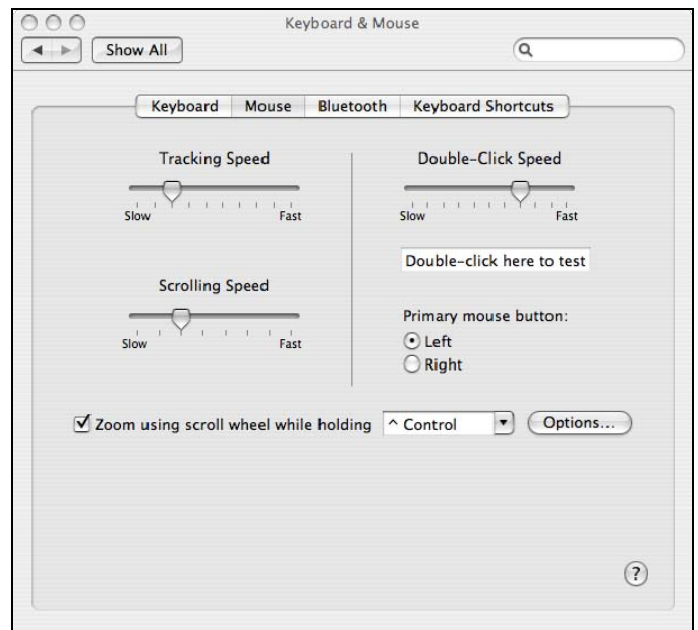 Keyboard & Mouse
Show All
Keyboard Mouse Bluetooth Keyboard Shortcuts
Tracking Speed
Slow Fast
Double-Click Speed
Slow Fast
Double-click here to test
Scrolling Speed
Slow Fast
Primary mouse button:
Left
Right
Zoom using scroll wheel while holding ^ Control Options...
?